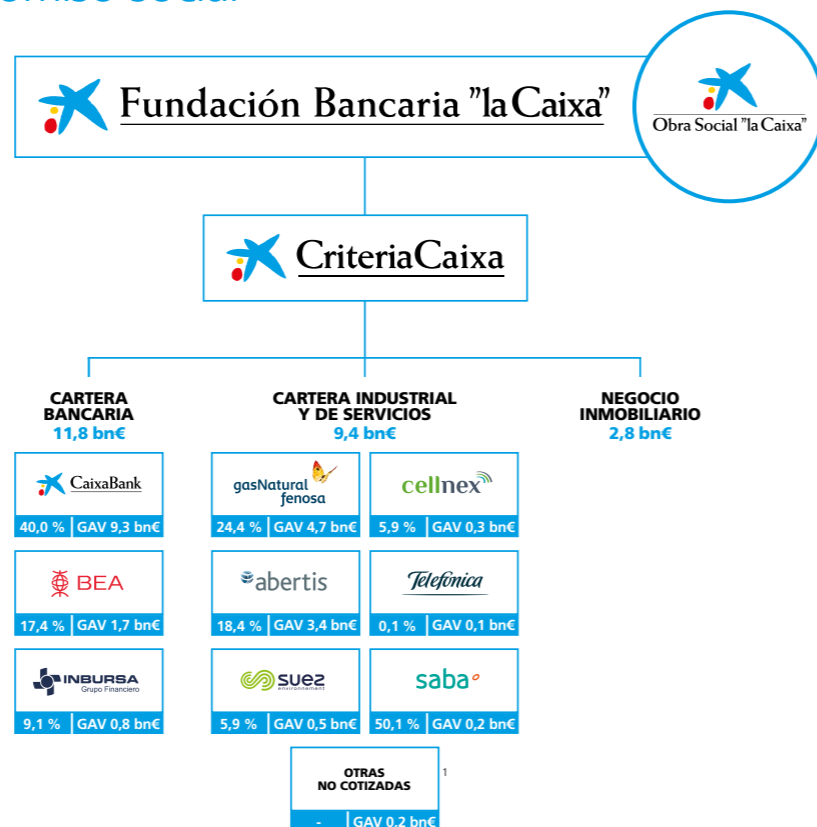 Fundación Bancaria "la Caixa"
Obra Social "la Caixa"
CriteriaCaixa
CARTERA
BANCARIA
11,8 bn€
CARTERA INDUSTRIAL
Y DE SERVICIOS
9,4 bn€
NEGOCIO
INMOBILIARIO
2,8 bn€
CaixaBank
40,0 % GAV 9,3 bn€
gasNatural
fenosa
24,4 % GAV 4,7 bn€
cellnex
5,9 % GAV 0,3 bn€
BEA
17,4 % GAV 1,7 bn€
abertis
18,4 % GAV 3,4 bn€
Telefónica
0,1 % GAV 0,1 bn€
INBURSA
Grupo Financiero
9,1 % GAV 0,8 bn€
suez
environnement
5,9 % GAV 0,5 bn€
saba
50,1 % GAV 0,2 bn€
OTRAS
NO COTIZADAS
1
- GAV 0,2 bn€